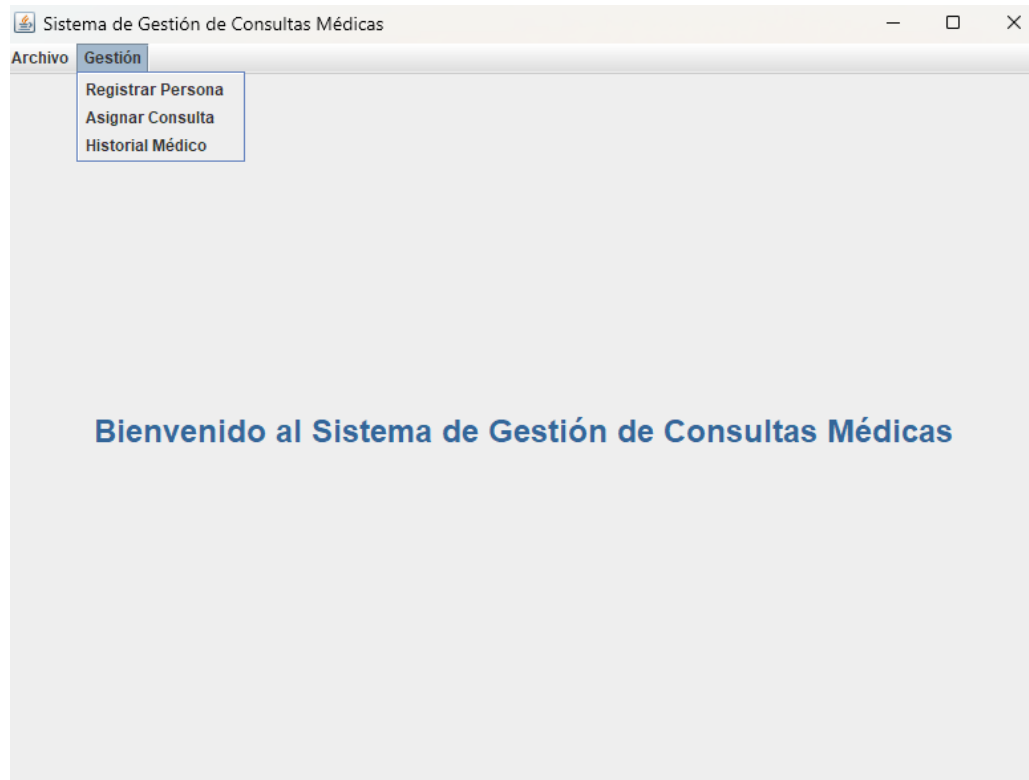 Sistema de Gestión de Consultas Médicas
Archivo Gestión
Registrar Persona
Asignar Consulta
Historial Médico
Bienvenido al Sistema de Gestión de Consultas Médicas